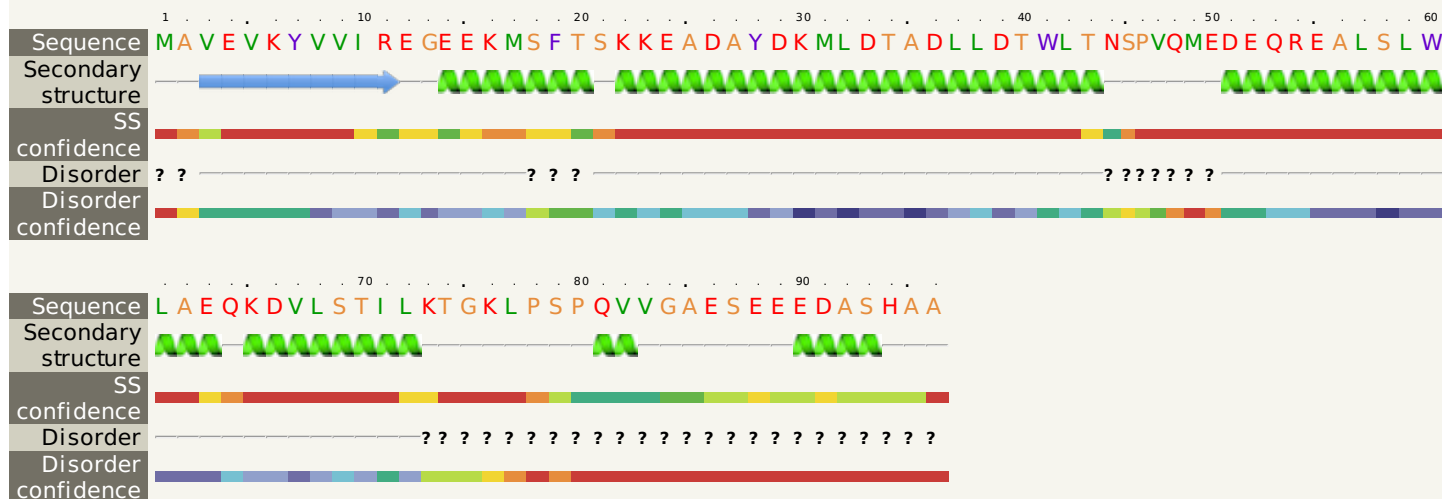 1 10 20 30 40 50 60
Sequence M A V E V K Y V V I R E G E E K M S F T S K K E A D A Y D K M L D T A D L L D T W L T N S P V Q M E D E Q R E A L S L W
Secondary
structure
SS
confidence
Disorder ? ? ? ? ? ? ? ? ? ? ? ?
Disorder
confidence
70 80 90
Sequence L A E Q K D V L S T I L K T G K L P S P Q V V G A E S E E E D A S H A A
Secondary
structure
SS
confidence
Disorder ? ? ? ? ? ? ? ? ? ? ? ? ? ? ? ? ? ? ? ? ? ? ? ?
Disorder
confidence